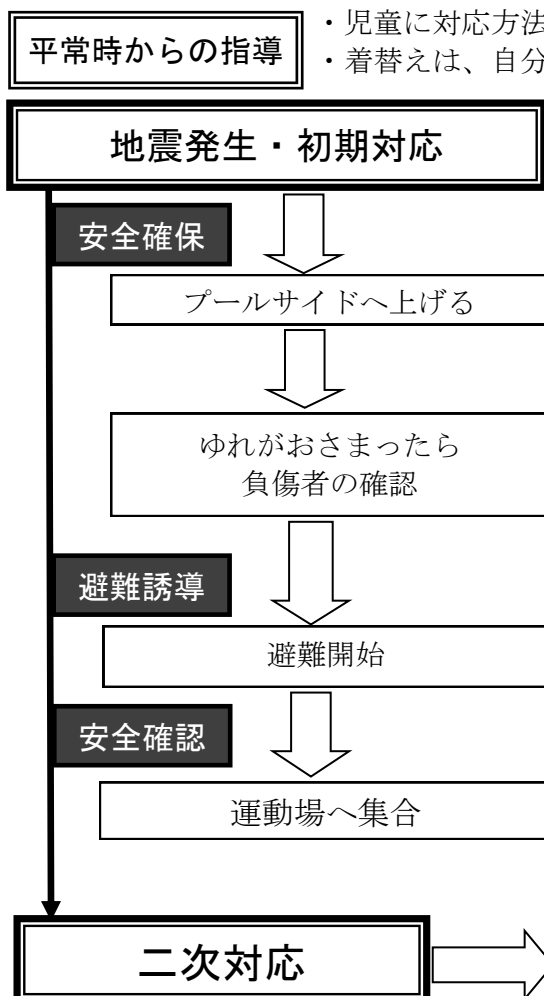 平常時からの指導
・児童に対応方法
・着替えは、自分
地震発生・初期対応
安全確保
プールサイドへ上げる
ゆれがおさまったら
負傷者の確認
避難誘導
避難開始
安全確認
運動場へ集合
二次対応